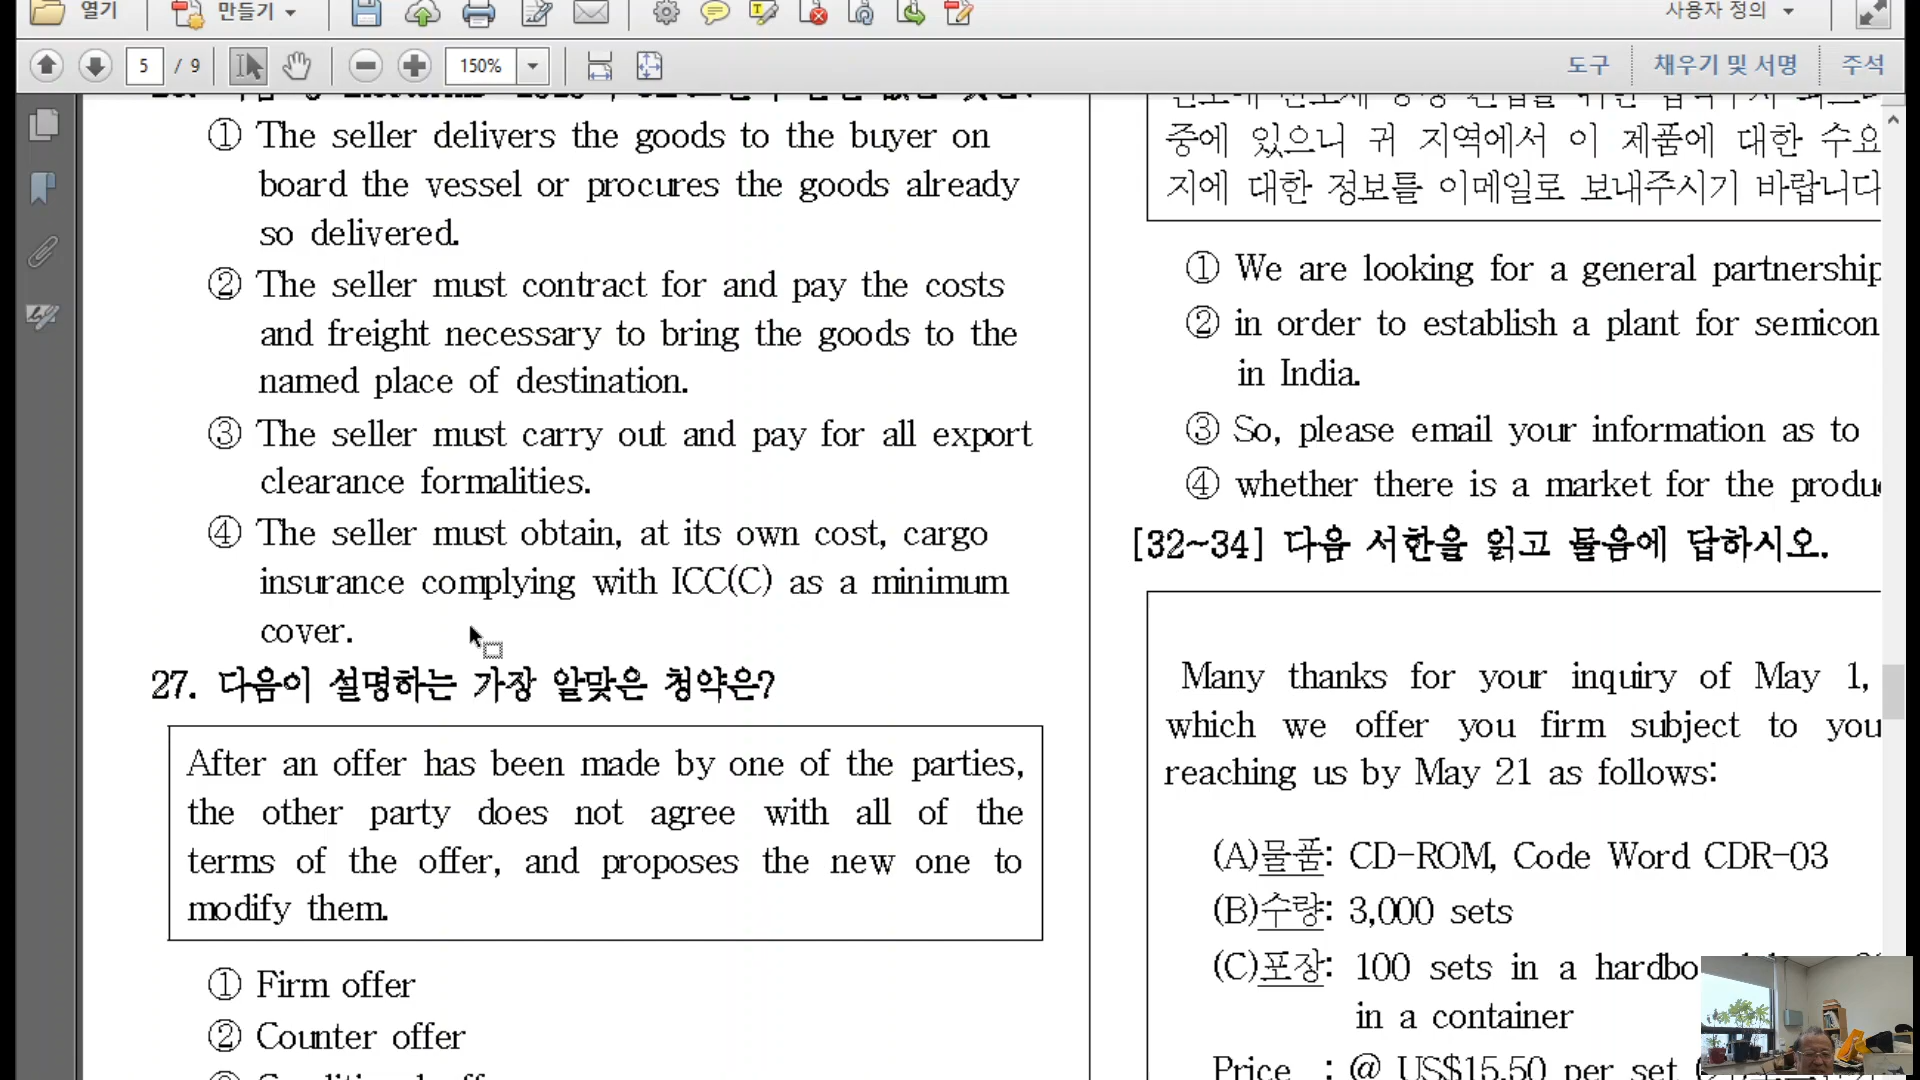 열기
만들기
사용자 정의
5 / 9
150%
도구
채우기 및 서명
주석
① The seller delivers the goods to the buyer on
board the vessel or procures the goods already
so delivered.
② The seller must contract for and pay the costs
and freight necessary to bring the goods to the
named place of destination.
③ The seller must carry out and pay for all export
clearance formalities.
④ The seller must obtain, at its own cost, cargo
insurance complying with ICC(C) as a minimum
cover.
27. 다음이 설명하는 가장 알맞은 청약은?
After an offer has been made by one of the parties,
the other party does not agree with all of the
terms of the offer, and proposes the new one to
modify them.
① Firm offer
② Counter offer
중에 있으니 귀 지역에서 이 제품에 대한 수요
지에 대한 정보를 이메일로 보내주시기 바랍니다
① We are looking for a general partnership
② in order to establish a plant for semicon
in India.
③ So, please email your information as to
④ whether there is a market for the produc
[32~34] 다음 서한을 읽고 물음에 답하시오.
Many thanks for your inquiry of May 1,
which we offer you firm subject to you
reaching us by May 21 as follows:
(A)물품: CD-ROM, Code Word CDR-03
(B)수량: 3,000 sets
(C)포장: 100 sets in a hardbo
in a container
Price : @ US$15.50 per set